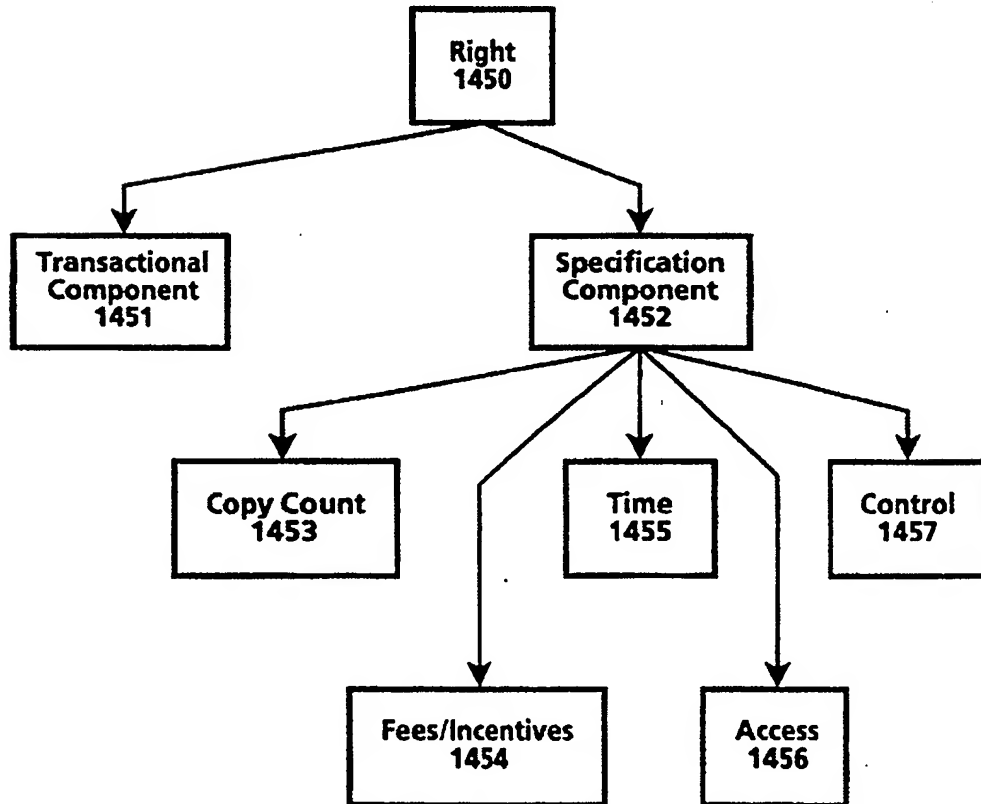 Right
1450
Transactional
Component
1451
Specification
Component
1452
Copy Count
1453
Time
1455
Control
1457
Fees/Incentives
1454
Access
1456